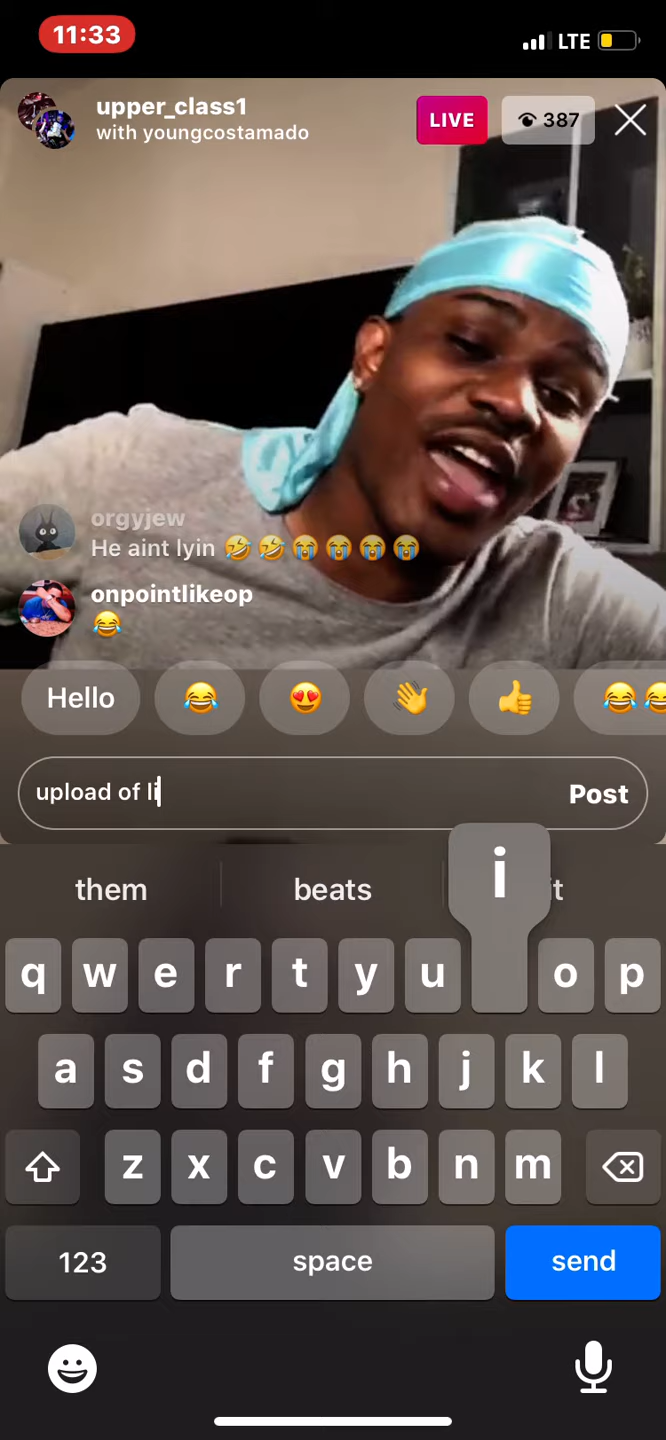 11:33
LTE
upper_class1
with youngcostamado
LIVE
387
orgyjew
He aint lyin 🤣🤣😭😭😭😭
onpointlikeop
😂
Hello 😂 😍 👋 👍 😂😂
upload of li
Post
them beats it
i
q w e r t y u o p
a s d f g h j k l
z x c v b n m
123 space send